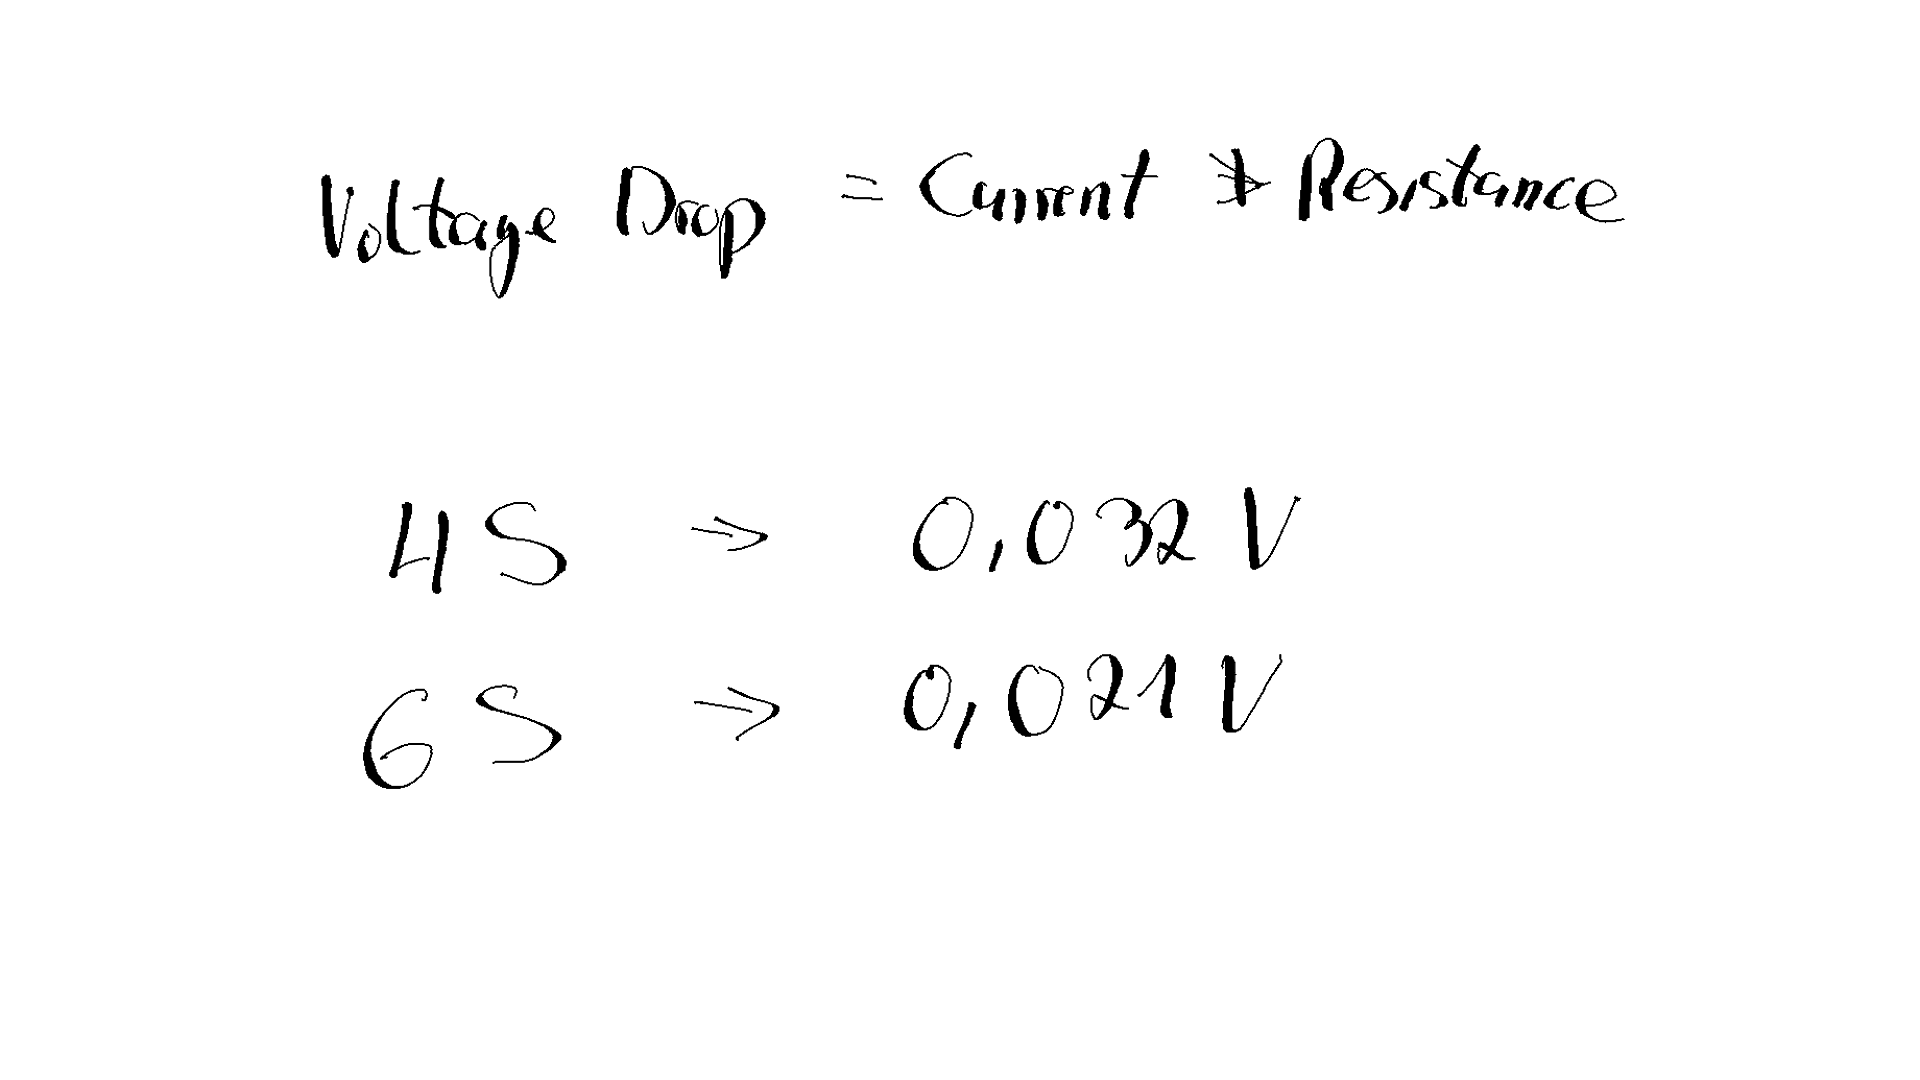 Voltage Drop = Current * Resistance
4S → 0,032 V
6S → 0,021 V